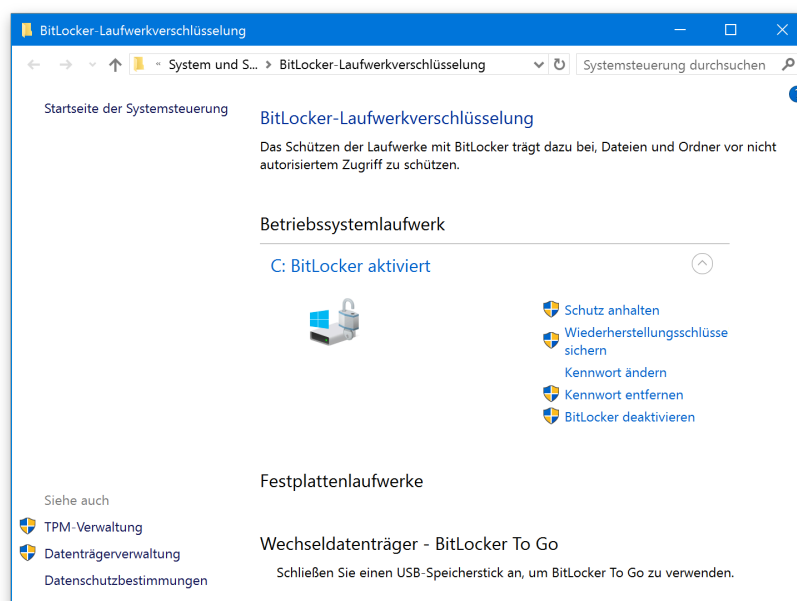 BitLocker-Laufwerkverschlüsselung
« System und S... > BitLocker-Laufwerkverschlüsselung
Systemsteuerung durchsuchen
Startseite der Systemsteuerung
BitLocker-Laufwerkverschlüsselung
Das Schützen der Laufwerke mit BitLocker trägt dazu bei, Dateien und Ordner vor nicht
autorisiertem Zugriff zu schützen.
Betriebssystemlaufwerk
C: BitLocker aktiviert
Schutz anhalten
Wiederherstellungsschlüsse
sichern
Kennwort ändern
Kennwort entfernen
BitLocker deaktivieren
Festplattenlaufwerke
Wechseldatenträger - BitLocker To Go
Schließen Sie einen USB-Speicherstick an, um BitLocker To Go zu verwenden.
Siehe auch
TPM-Verwaltung
Datenträgerverwaltung
Datenschutzbestimmungen